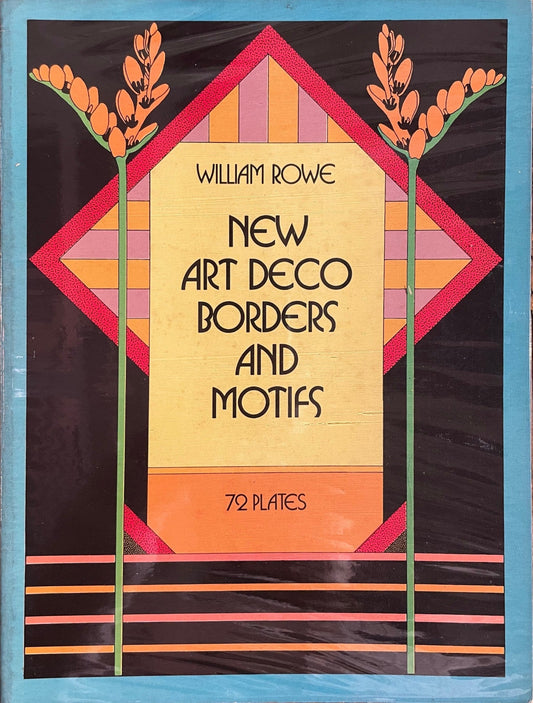 WILLIAM ROWE
NEW
ART DECO
BORDERS
AND
MOTIFS
72 PLATES